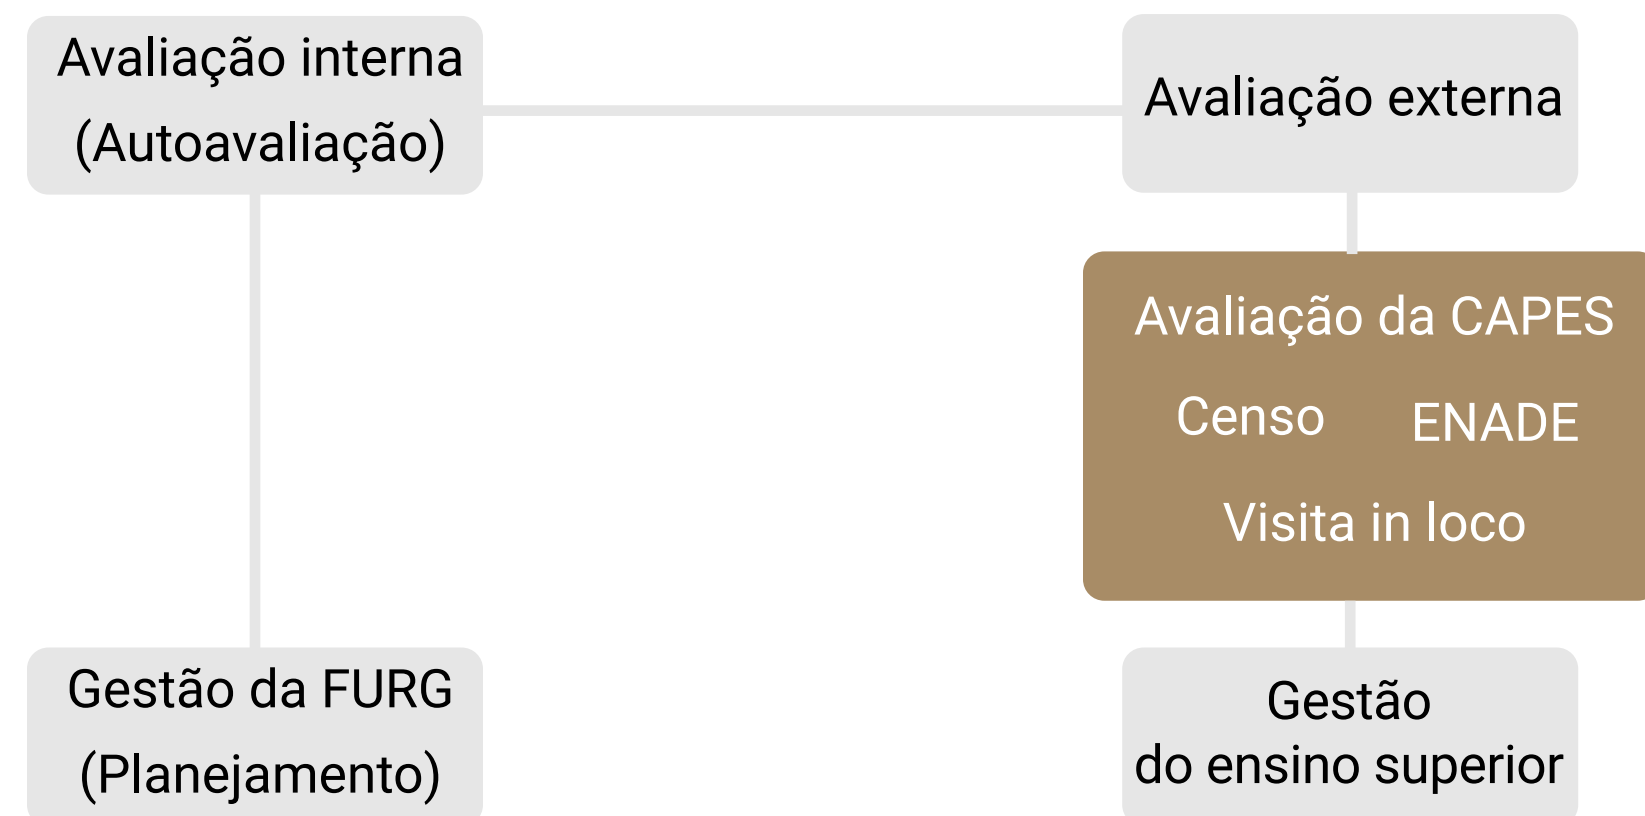 Avaliação interna
(Autoavaliação)
Avaliação externa
Avaliação da CAPES
Censo
ENADE
Visita in loco
Gestão da FURG
(Planejamento)
Gestão
do ensino superior